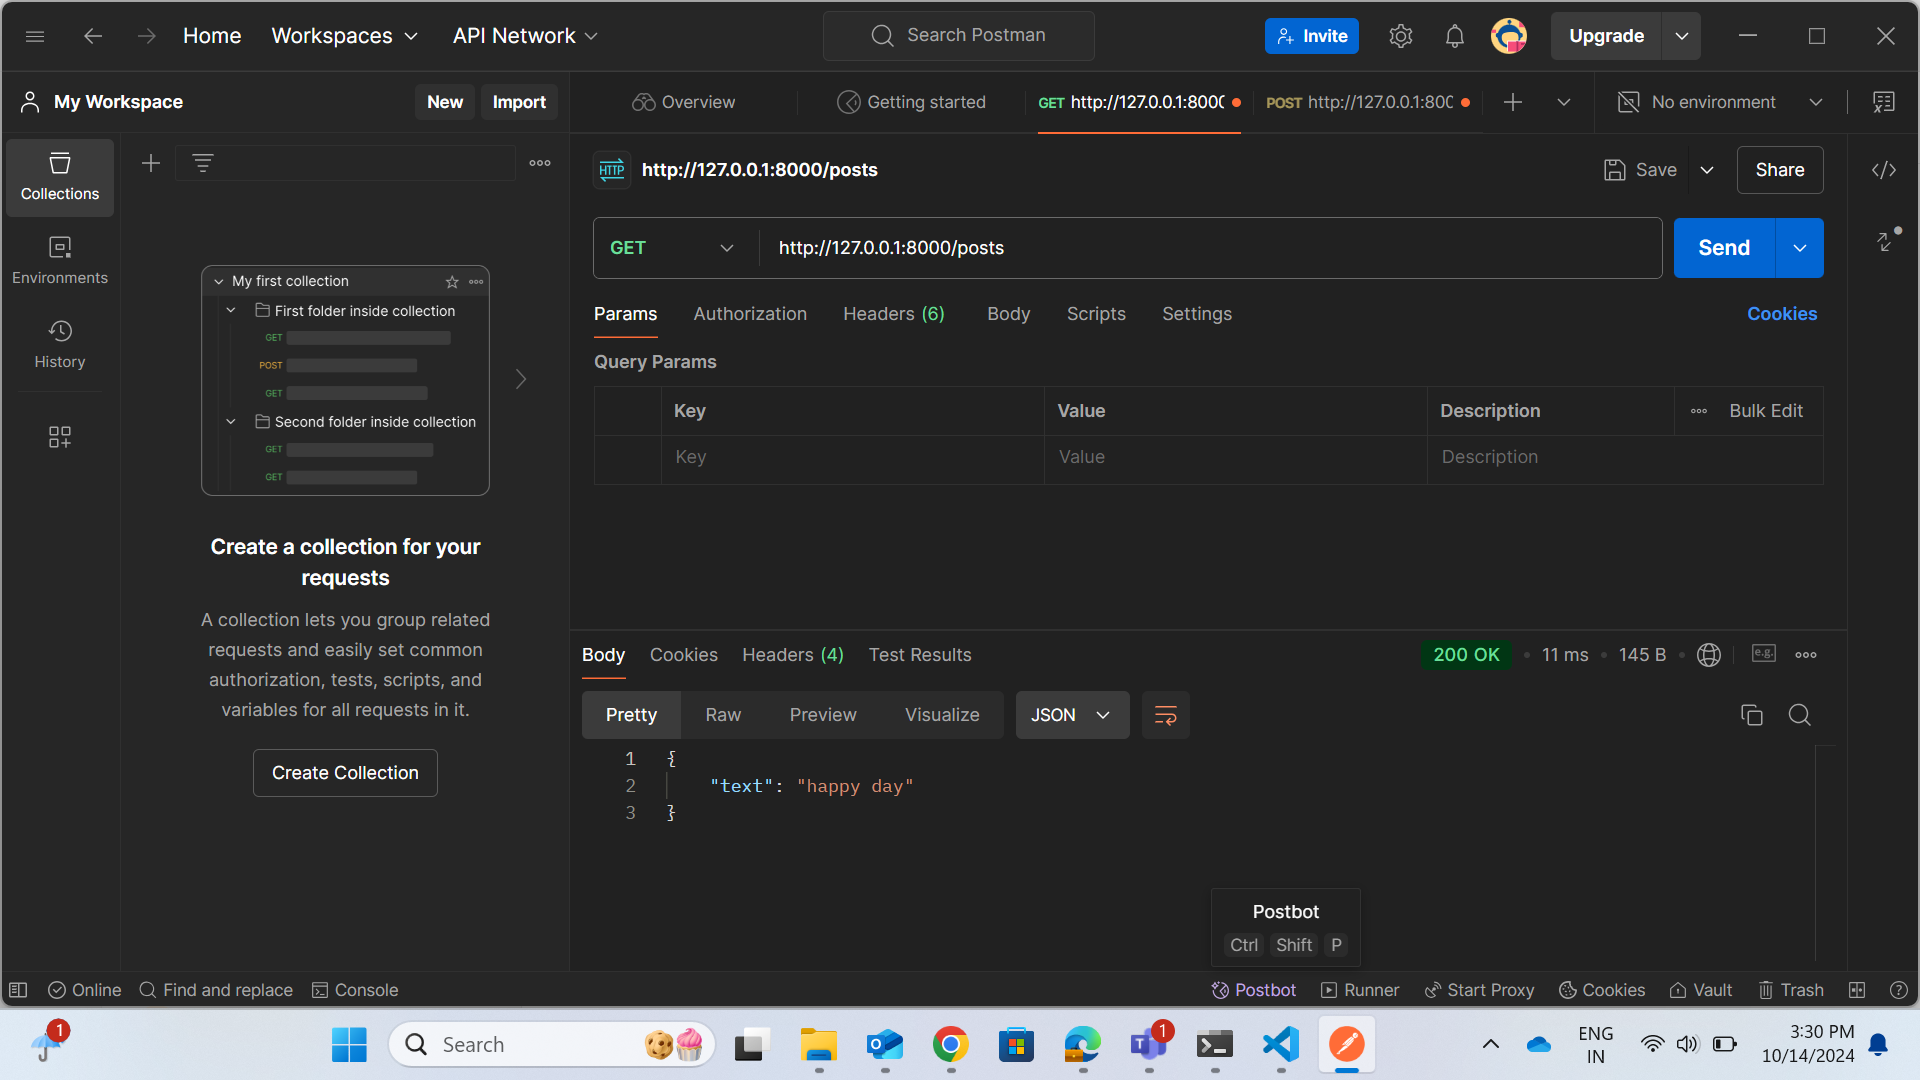 Home Workspaces API Network Search Postman Invite Upgrade
My Workspace New Import Overview Getting started GET http://127.0.0.1:8000 POST http://127.0.0.1:800 No environment
Collections
Environments
History
My first collection
First folder inside collection
GET
POST
GET
Second folder inside collection
GET
GET
Create a collection for your
requests
A collection lets you group related
requests and easily set common
authorization, tests, scripts, and
variables for all requests in it.
Create Collection
HTTP http://127.0.0.1:8000/posts Save Share
GET http://127.0.0.1:8000/posts Send
Params Authorization Headers (6) Body Scripts Settings Cookies
Query Params
Key Value Description Bulk Edit
Key Value Description
Body Cookies Headers (4) Test Results 200 OK 11 ms 145 B e.g.
Pretty Raw Preview Visualize JSON
1 {
2 "text": "happy day"
3 }
Postbot
Ctrl Shift P
Online Find and replace Console Postbot Runner Start Proxy Cookies Vault Trash
1 Search 1 ENG 3:30 PM
IN 10/14/2024